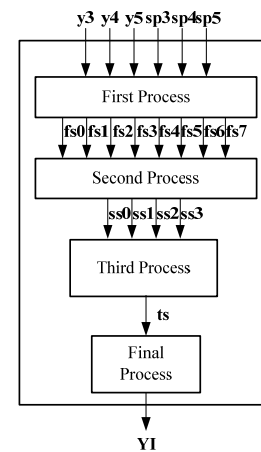 y3 y4 y5 sp3 sp4 sp5
First Process
fs0 fs1 fs2 fs3 fs4 fs5 fs6 fs7
Second Process
ss0 ss1 ss2 ss3
Third Process
ts
Final
Process
YI